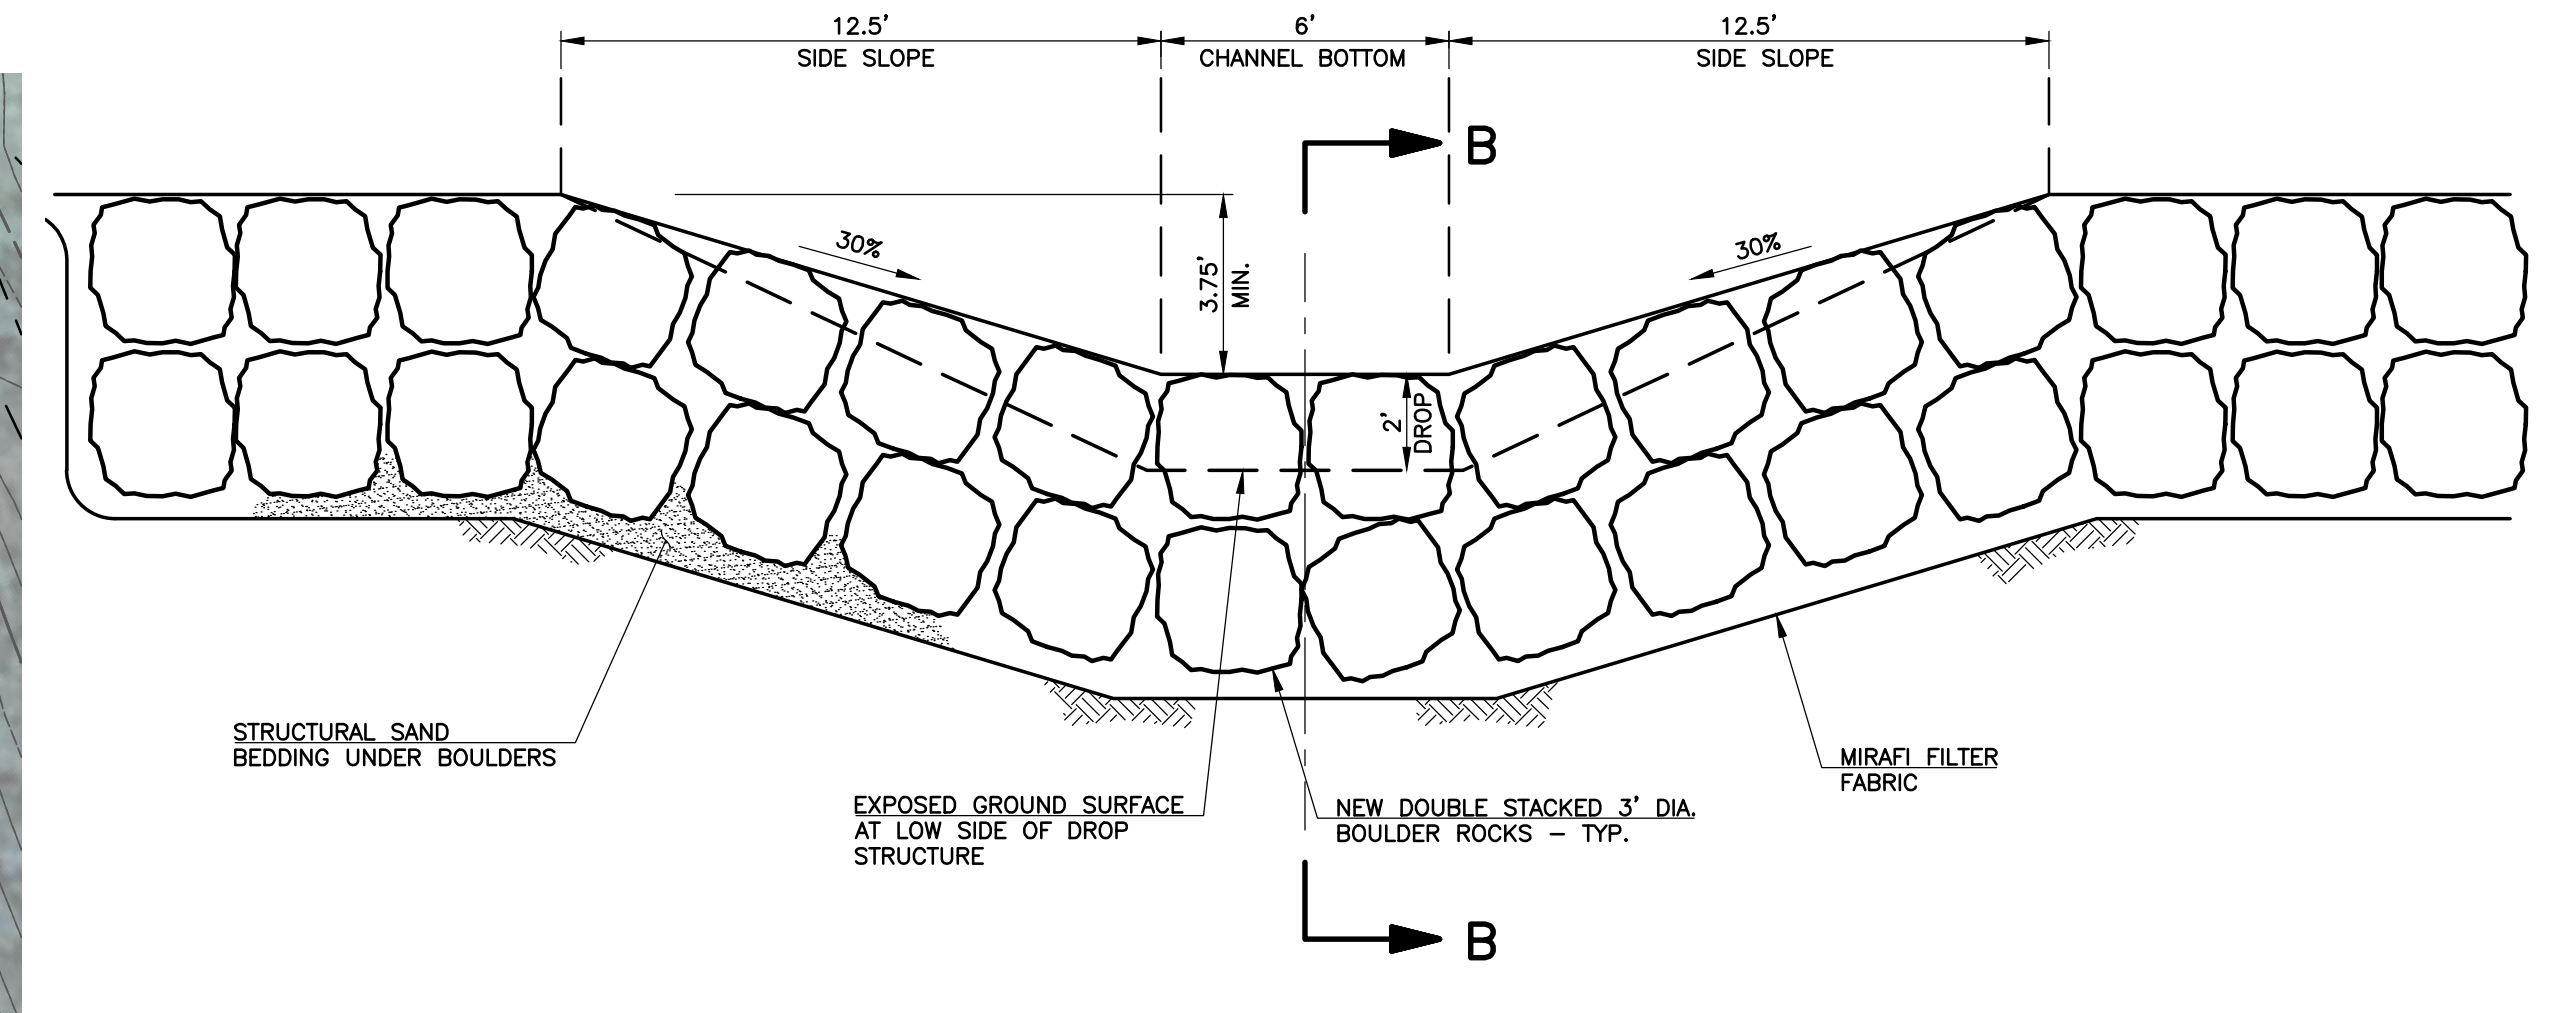 12.5'
SIDE SLOPE
6'
CHANNEL BOTTOM
12.5'
SIDE SLOPE
B
30%
30%
3.75'
MIN.
2'
DROP
STRUCTURAL SAND
BEDDING UNDER BOULDERS
MIRAFI FILTER
FABRIC
EXPOSED GROUND SURFACE
AT LOW SIDE OF DROP
STRUCTURE
NEW DOUBLE STACKED 3' DIA.
BOULDER ROCKS – TYP.
B